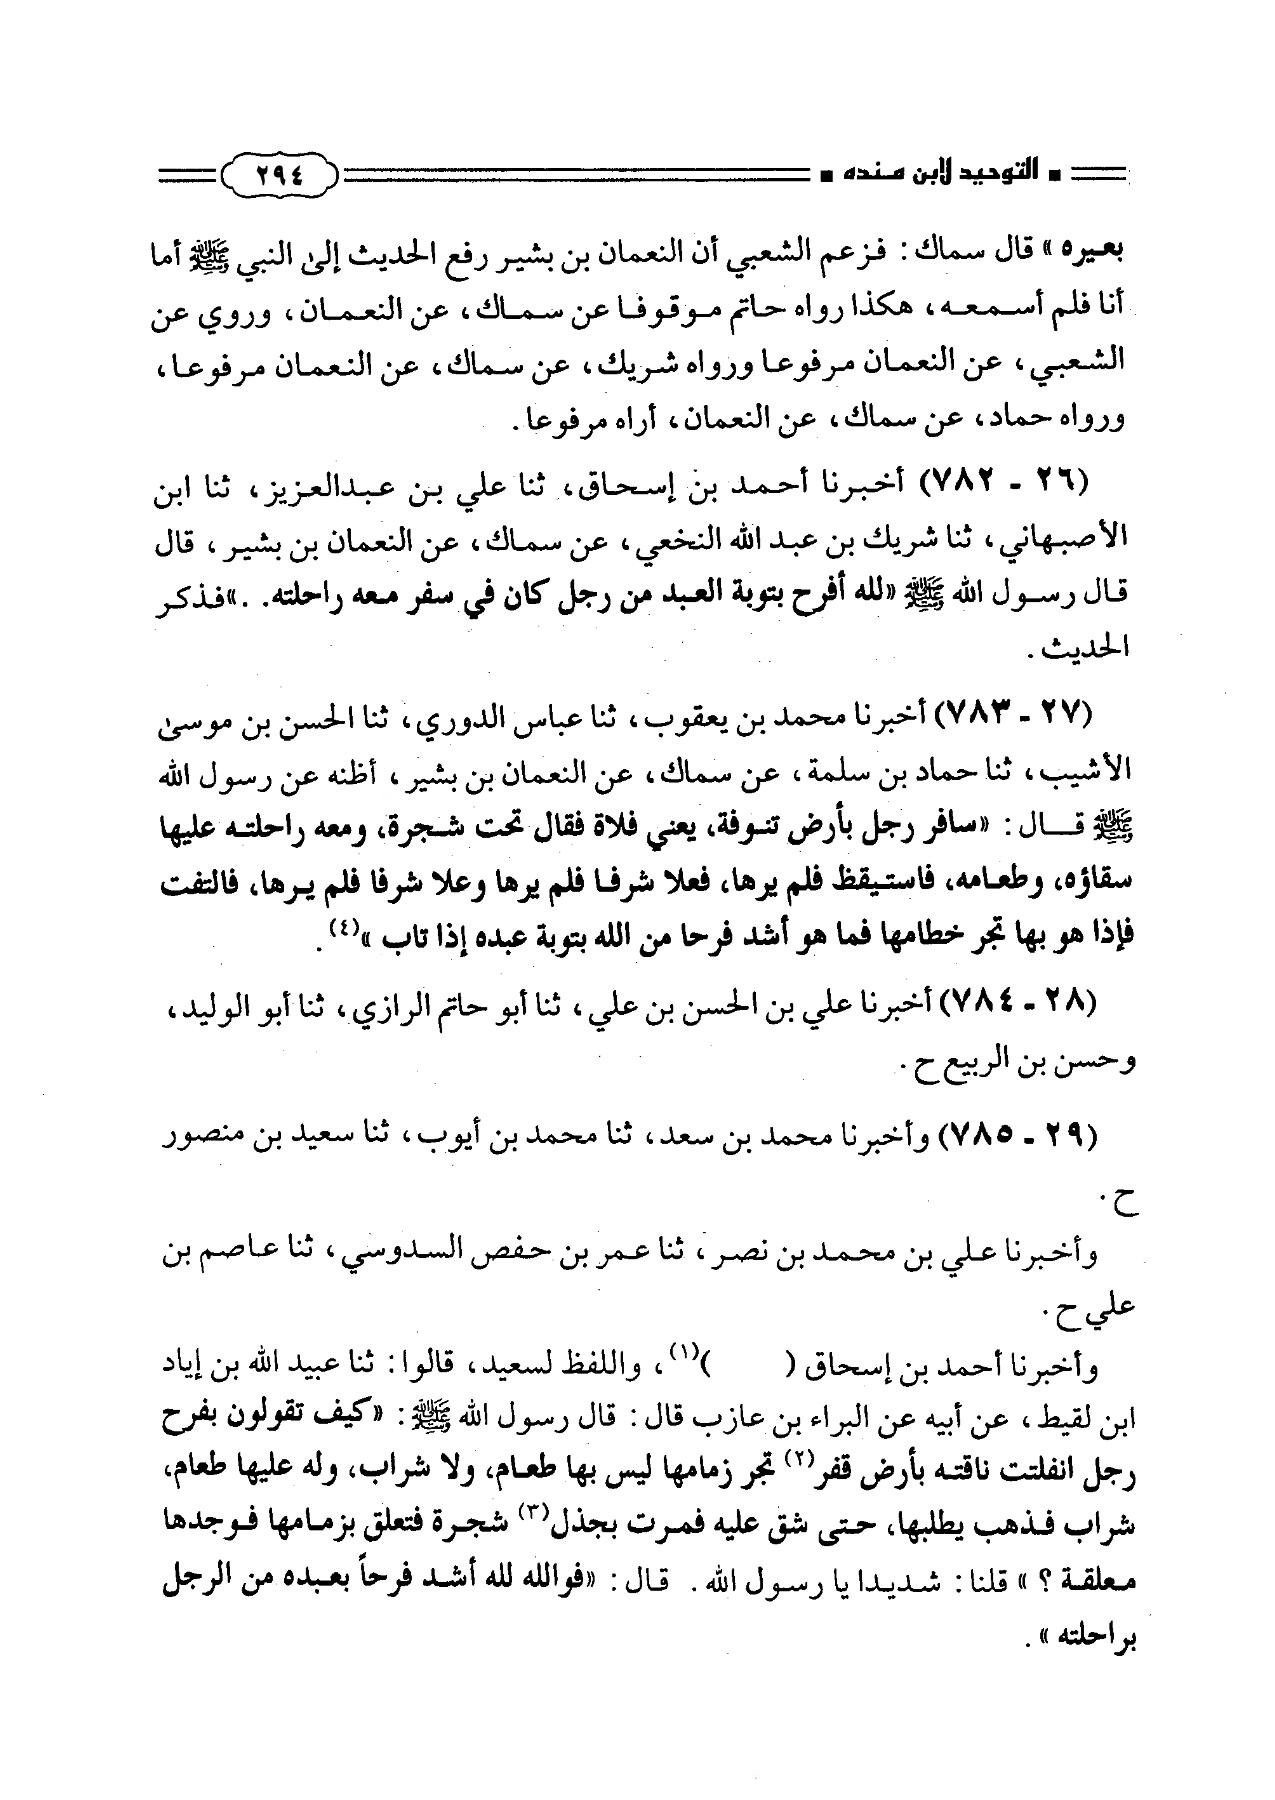 ■ التوحيد لابن منده ■ ٢٩٤
بعيره » قال سماك : فزعم الشعبي أن النعمان بن بشير رفع الحديث إلى النبي ﷺ أما
أنا فلم أسمعه ، هكذا رواه حاتم موقوفا عن سماك ، عن النعمان ، وروي عن
الشعبي ، عن النعمان مرفوعا ورواه شريك ، عن سماك ، عن النعمان مرفوعا ،
ورواه حماد ، عن سماك ، عن النعمان ، أراه مرفوعا .
(٢٦ - ٧٨٢) أخبرنا أحمد بن إسحاق ، ثنا علي بن عبدالعزيز ، ثنا ابن
الأصبهاني ، ثنا شريك بن عبد الله النخعي ، عن سماك ، عن النعمان بن بشير ، قال
قال رسول الله ﷺ «لله أفرح بتوبة العبد من رجل كان في سفر معه راحلته . .»فذكر
الحديث .
(٢٧ - ٧٨٣) أخبرنا محمد بن يعقوب ، ثنا عباس الدوري ، ثنا الحسن بن موسىٰ
الأشيب ، ثنا حماد بن سلمة ، عن سماك ، عن النعمان بن بشير ، أظنه عن رسول الله
ﷺ قال : «سافر رجل بأرض تنوفة، يعني فلاة فقال تحت شجرة، ومعه راحلته عليها
سقاؤه، وطعامه، فاستيقظ فلم يرها، فعلا شرفا فلم يرها وعلا شرفا فلم يرها، فالتفت
فإذا هو بها تجر خطامها فما هو أشد فرحا من الله بتوبة عبده إذا تاب »(٤) .
(٢٨ - ٧٨٤) أخبرنا علي بن الحسن بن علي ، ثنا أبو حاتم الرازي ، ثنا أبو الوليد ،
وحسن بن الربيع ح .
(٢٩ - ٧٨٥) وأخبرنا محمد بن سعد ، ثنا محمد بن أيوب ، ثنا سعيد بن منصور
ح .
وأخبرنا علي بن محمد بن نصر ، ثنا عمر بن حفص السدوسي ، ثنا عاصم بن
علي ح .
وأخبرنا أحمد بن إسحاق ( )(١) ، واللفظ لسعيد ، قالوا : ثنا عبيد الله بن إياد
ابن لقيط ، عن أبيه عن البراء بن عازب قال : قال رسول الله ﷺ : «كيف تقولون بفرح
رجل انفلتت ناقته بأرض قفر(٢) تجر زمامها ليس بها طعام، ولا شراب، وله عليها طعام،
شراب فذهب يطلبها، حتى شق عليه فمرت بجذل(٣) شجرة فتعلق بزمامها فوجدها
معلقة ؟ » قلنا : شديدا يا رسول الله . قال : «فوالله لله أشد فرحاً بعبده من الرجل
براحلته » .